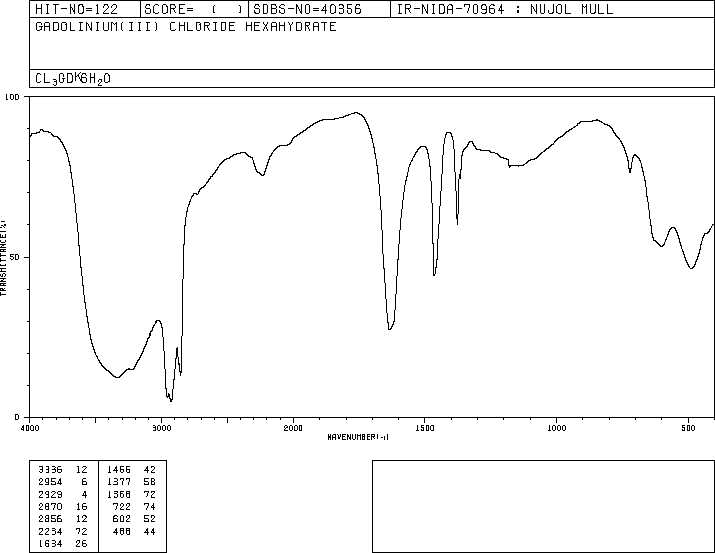 HIT-NO=122 SCORE= ( ) SDBS-NO=40356 IR-NIDA-70964 : NUJOL MULL
GADOLINIUM(III) CHLORIDE HEXAHYDRATE
CL3GD*6H2O
100
TRANSMITTANCE(%)
50
0
4000 3000 2000 1500 1000 500
WAVENUMBER(-1)
3336 12 1466 42
2954 6 1377 58
2929 4 1368 72
2870 16 722 74
2856 12 602 52
2234 72 488 44
1634 26